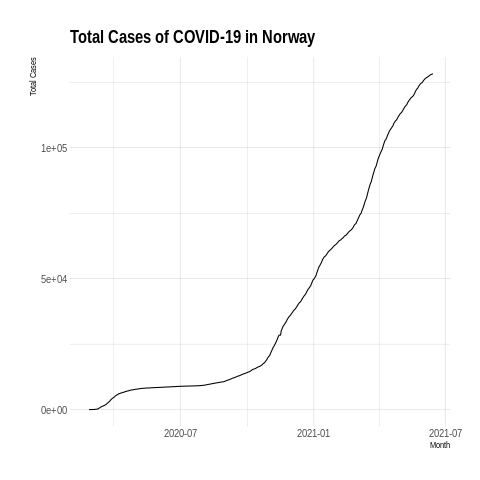 Total Cases of COVID-19 in Norway
Total Cases
1e+05
5e+04
0e+00
2020-07
2021-01
2021-07
Month